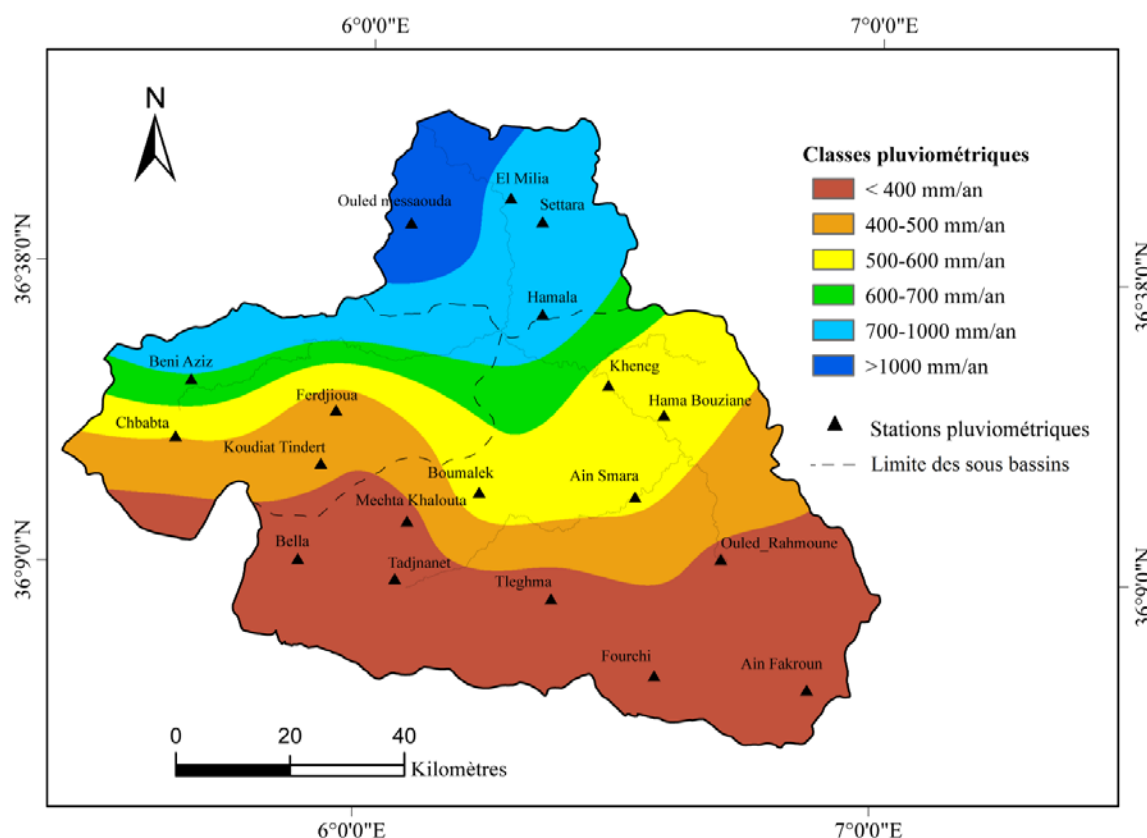 6°0'0"E
7°0'0"E
N
Classes pluviométriques
< 400 mm/an
400-500 mm/an
500-600 mm/an
600-700 mm/an
700-1000 mm/an
>1000 mm/an
Stations pluviométriques
Limite des sous bassins
36°38'0"N
36°38'0"N
El Milia
Ouled messaouda
Settara
Hamala
Beni Aziz
Kheneg
Ferdjioua
Hama Bouziane
Chbabta
Koudiat Tindert
Boumalek
Ain Smara
Mechta Khalouta
Bella
Ouled_Rahmoune
Tadjnanet
Tleghma
Fourchi
Ain Fakroun
36°9'0"N
36°9'0"N
0 20 40
Kilomètres
6°0'0"E
7°0'0"E